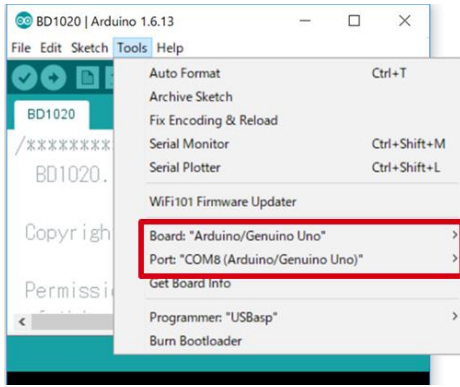 BD1020 | Arduino 1.6.13
File Edit Sketch Tools Help
Auto Format Ctrl+T
Archive Sketch
Fix Encoding & Reload
Serial Monitor Ctrl+Shift+M
Serial Plotter Ctrl+Shift+L
WiFi101 Firmware Updater
Board: "Arduino/Genuino Uno"
Port: "COM8 (Arduino/Genuino Uno)"
Get Board Info
Programmer: "USBasp"
Burn Bootloader
BD1020
/********
BD1020.
Copyrigh
Permissi